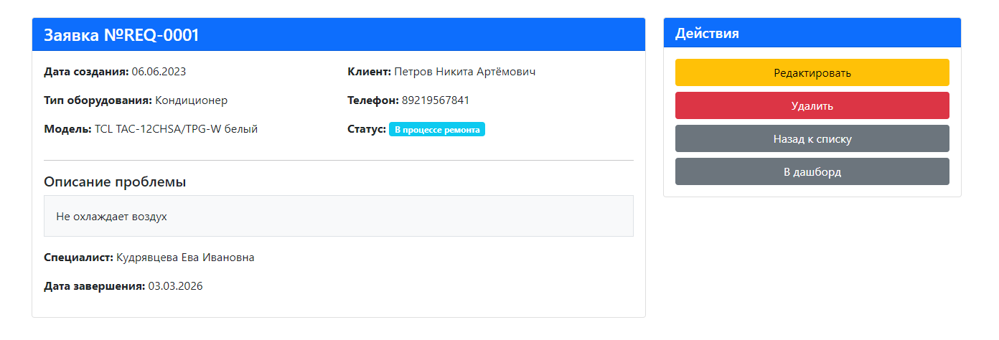 Заявка №REQ-0001
Дата создания: 06.06.2023
Клиент: Петров Никита Артёмович
Тип оборудования: Кондиционер
Телефон: 89219567841
Модель: TCL TAC-12CHSA/TPG-W белый
Статус: В процессе ремонта
Описание проблемы
Не охлаждает воздух
Специалист: Кудрявцева Ева Ивановна
Дата завершения: 03.03.2026
Действия
Редактировать
Удалить
Назад к списку
В дашборд